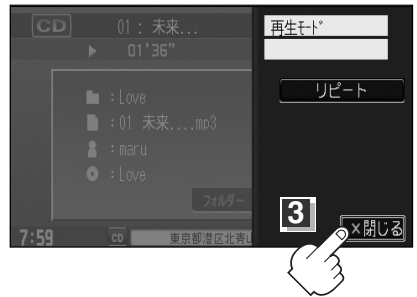 CD 01：未来...
▶ 01'36"
：Love
：01 未来....mp3
：maru
：Love
フォルダー
7:59 CD 東京都港区北青山
再生ﾓｰﾄﾞ
リピート
3
×閉じる